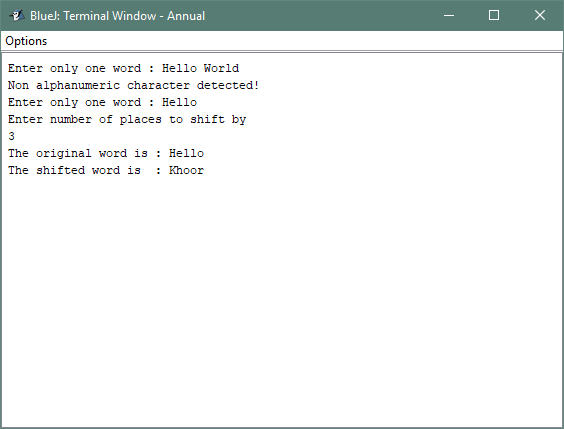 BlueJ: Terminal Window - Annual
Options
Enter only one word : Hello World
Non alphanumeric character detected!
Enter only one word : Hello
Enter number of places to shift by
3
The original word is : Hello
The shifted word is  : Khoor